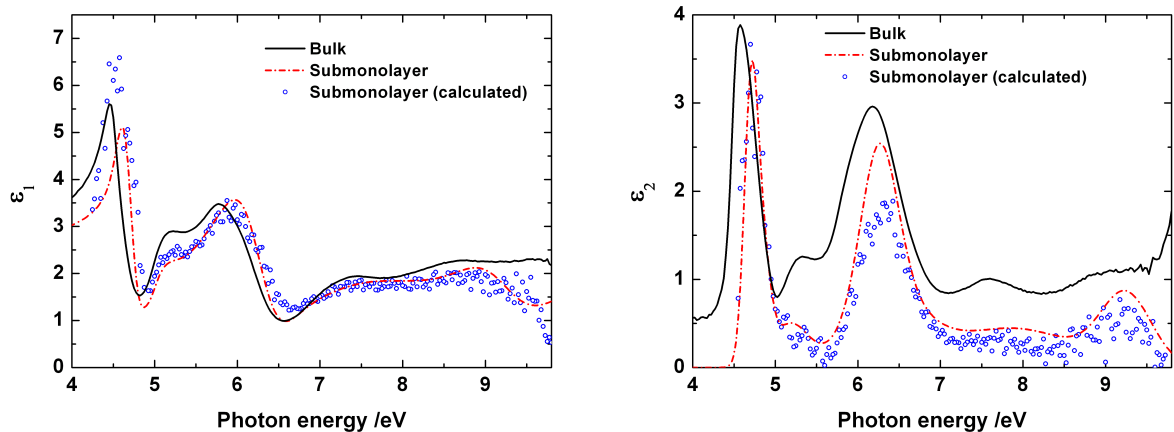 7
6
5
4
3
2
1
0
ε1
Bulk
Submonolayer
Submonolayer (calculated)
4 5 6 7 8 9
Photon energy /eV
4
3
2
1
0
ε2
Bulk
Submonolayer
Submonolayer (calculated)
4 5 6 7 8 9
Photon energy /eV